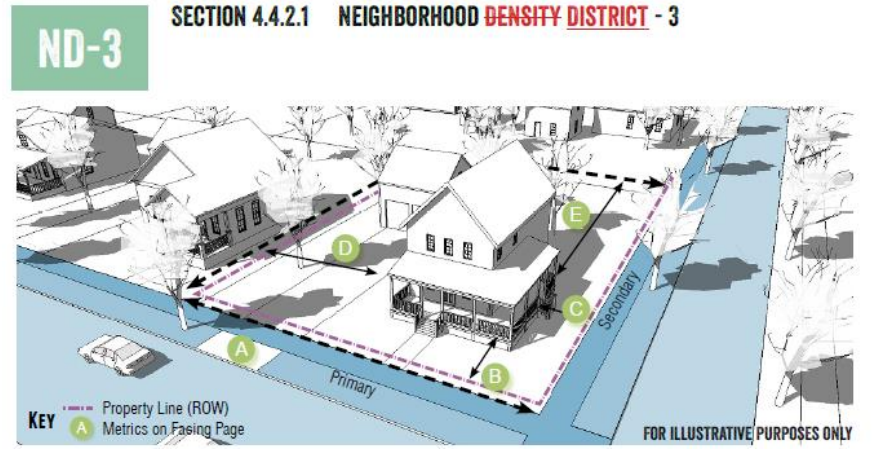 ND-3
SECTION 4.4.2.1 NEIGHBORHOOD DENSITY DISTRICT - 3
E
D
C
Secondary
A
B
Primary
KEY
Property Line (ROW)
A Metrics on Facing Page
FOR ILLUSTRATIVE PURPOSES ONLY